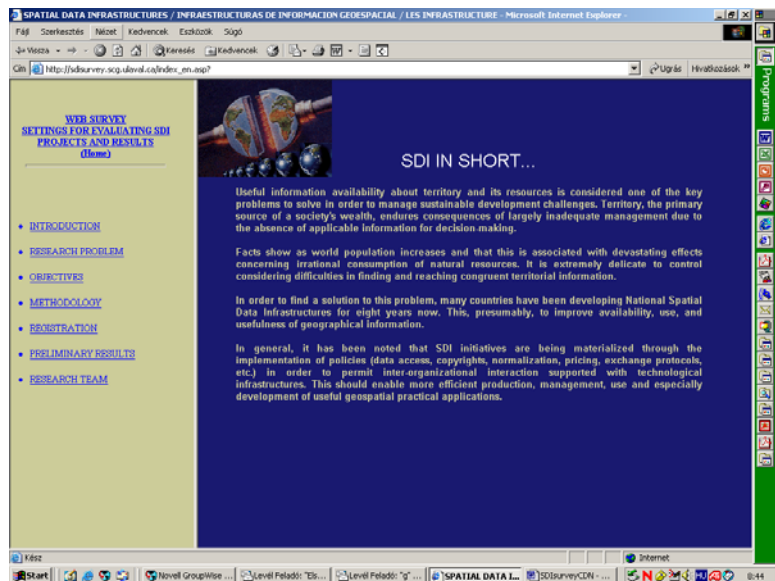 SPATIAL DATA INFRASTRUCTURES / INFRAESTRUCTURAS DE INFORMACION GEOESPACIAL / LES INFRASTRUCTURE - Microsoft Internet Explorer -
Fájl Szerkesztés Nézet Kedvencek Eszközök Súgó
Vissza Keresés Kedvencek
Cím http://sdisurvey.scg.ulaval.ca/index_en.asp? Ugrás Hivatkozások »
Programs
WEB SURVEY
SETTINGS FOR EVALUATING SDI
PROJECTS AND RESULTS
(Home)
INTRODUCTION
RESEARCH PROBLEM
OBJECTIVES
METHODOLOGY
REGISTRATION
PRELIMINARY RESULTS
RESEARCH TEAM
SDI IN SHORT...
Useful information availability about territory and its resources is considered one of the key
problems to solve in order to manage sustainable development challenges. Territory, the primary
source of a society's wealth, endures consequences of largely inadequate management due to
the absence of applicable information for decision-making.
Facts show as world population increases and that this is associated with devastating effects
concerning irrational consumption of natural resources. It is extremely delicate to control
considering difficulties in finding and reaching congruent territorial information.
In order to find a solution to this problem, many countries have been developing National Spatial
Data Infrastructures for eight years now. This, presumably, to improve availability, use, and
usefulness of geographical information.
In general, it has been noted that SDI initiatives are being materialized through the
implementation of policies (data access, copyrights, normalization, pricing, exchange protocols,
etc.) in order to permit inter-organizational interaction supported with technological
infrastructures. This should enable more efficient production, management, use and especially
development of useful geospatial practical applications.
Kész Internet
Start Novell GroupWise ... Levél Feladó: "Els... Levél Feladó: "g" ... SPATIAL DATA I... SDIsurveyCDN - ... HU 8:44